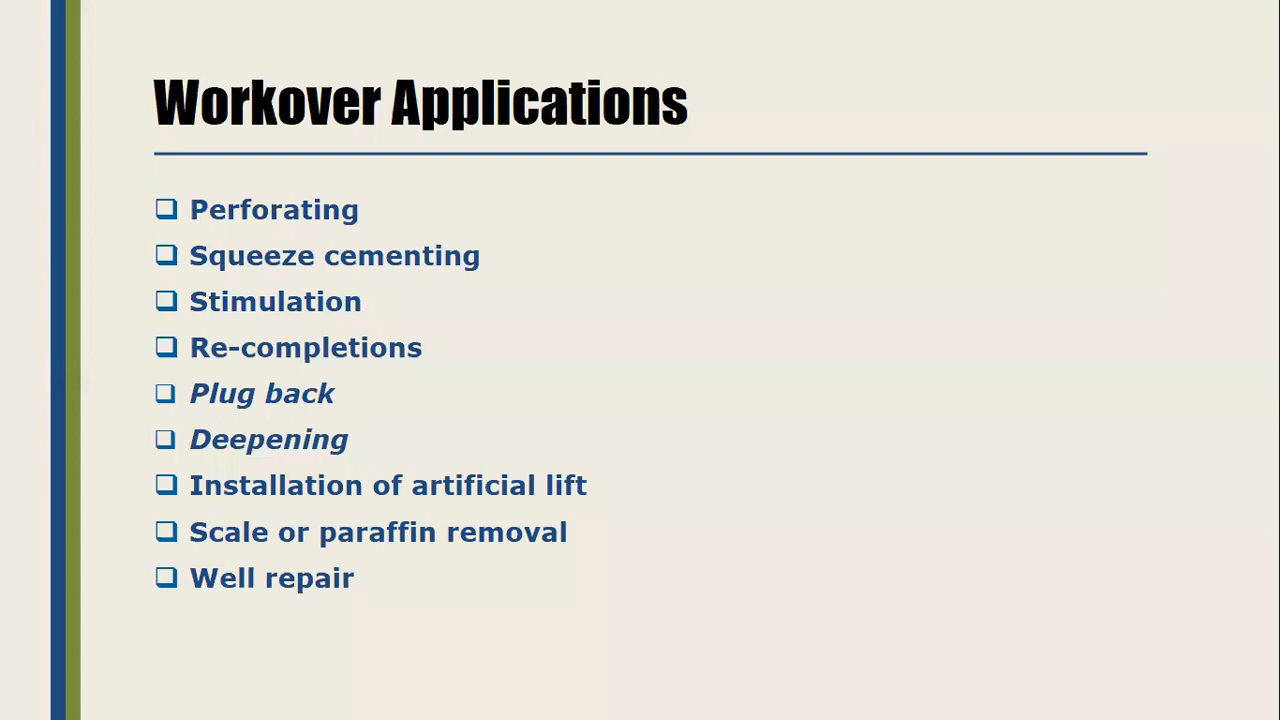 Workover Applications
❑ Perforating
❑ Squeeze cementing
❑ Stimulation
❑ Re-completions
❑ Plug back
❑ Deepening
❑ Installation of artificial lift
❑ Scale or paraffin removal
❑ Well repair